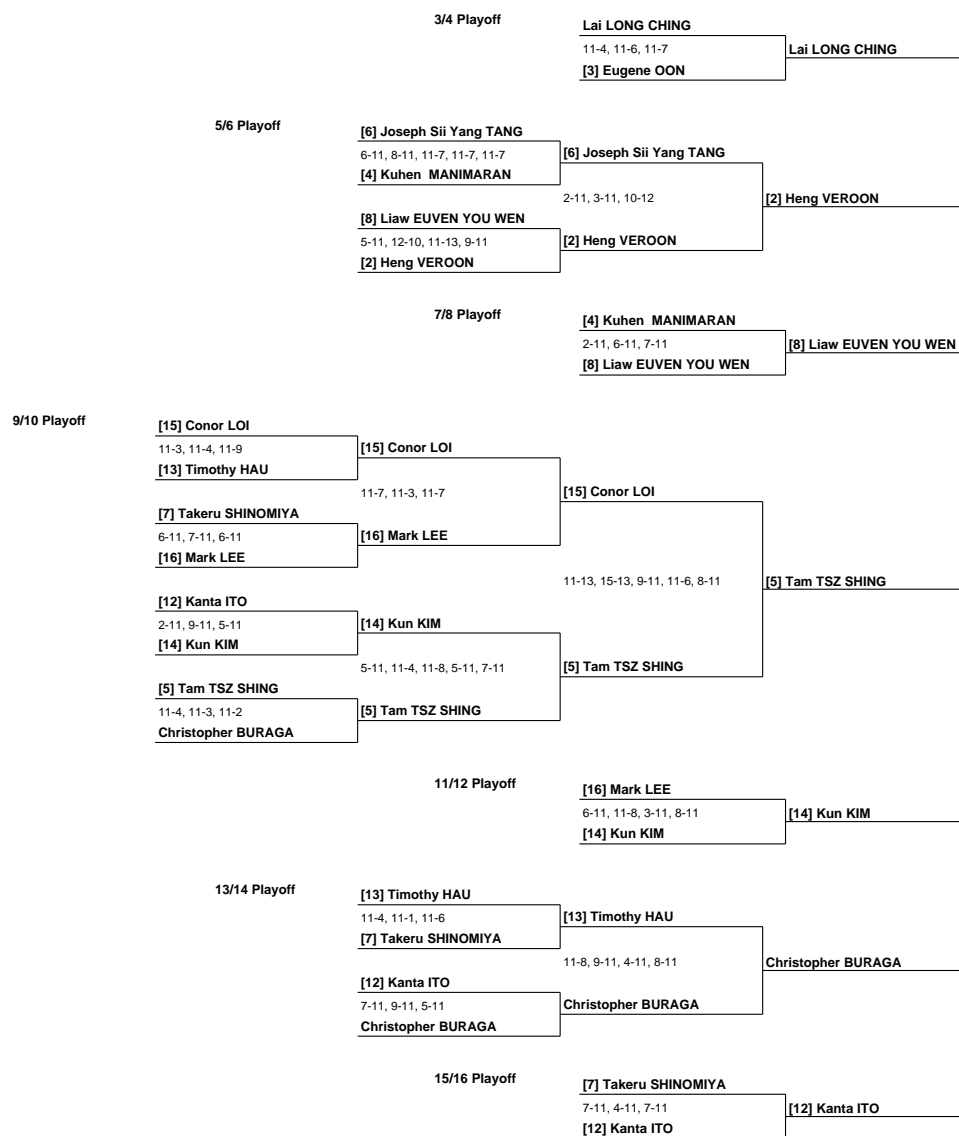 3/4 Playoff
Lai LONG CHING
11-4, 11-6, 11-7
Lai LONG CHING
[3] Eugene OON
5/6 Playoff
[6] Joseph Sii Yang TANG
6-11, 8-11, 11-7, 11-7, 11-7
[6] Joseph Sii Yang TANG
[4] Kuhen  MANIMARAN
2-11, 3-11, 10-12
[2] Heng VEROON
[8] Liaw EUVEN YOU WEN
5-11, 12-10, 11-13, 9-11
[2] Heng VEROON
[2] Heng VEROON
7/8 Playoff
[4] Kuhen  MANIMARAN
2-11, 6-11, 7-11
[8] Liaw EUVEN YOU WEN
[8] Liaw EUVEN YOU WEN
9/10 Playoff
[15] Conor LOI
11-3, 11-4, 11-9
[15] Conor LOI
[13] Timothy HAU
11-7, 11-3, 11-7
[15] Conor LOI
[7] Takeru SHINOMIYA
6-11, 7-11, 6-11
[16] Mark LEE
[16] Mark LEE
11-13, 15-13, 9-11, 11-6, 8-11
[5] Tam TSZ SHING
[12] Kanta ITO
2-11, 9-11, 5-11
[14] Kun KIM
[14] Kun KIM
5-11, 11-4, 11-8, 5-11, 7-11
[5] Tam TSZ SHING
[5] Tam TSZ SHING
11-4, 11-3, 11-2
[5] Tam TSZ SHING
Christopher BURAGA
11/12 Playoff
[16] Mark LEE
6-11, 11-8, 3-11, 8-11
[14] Kun KIM
[14] Kun KIM
13/14 Playoff
[13] Timothy HAU
11-4, 11-1, 11-6
[13] Timothy HAU
[7] Takeru SHINOMIYA
11-8, 9-11, 4-11, 8-11
Christopher BURAGA
[12] Kanta ITO
7-11, 9-11, 5-11
Christopher BURAGA
Christopher BURAGA
15/16 Playoff
[7] Takeru SHINOMIYA
7-11, 4-11, 7-11
[12] Kanta ITO
[12] Kanta ITO